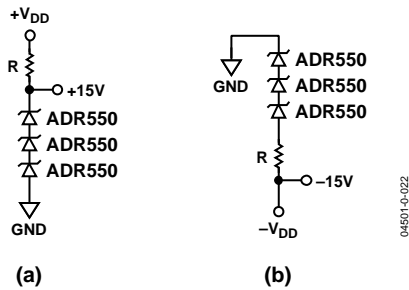 +VDD
R
+15V
ADR550
ADR550
ADR550
GND
(a)
GND
ADR550
ADR550
ADR550
R
–15V
–VDD
(b)
04501-0-022